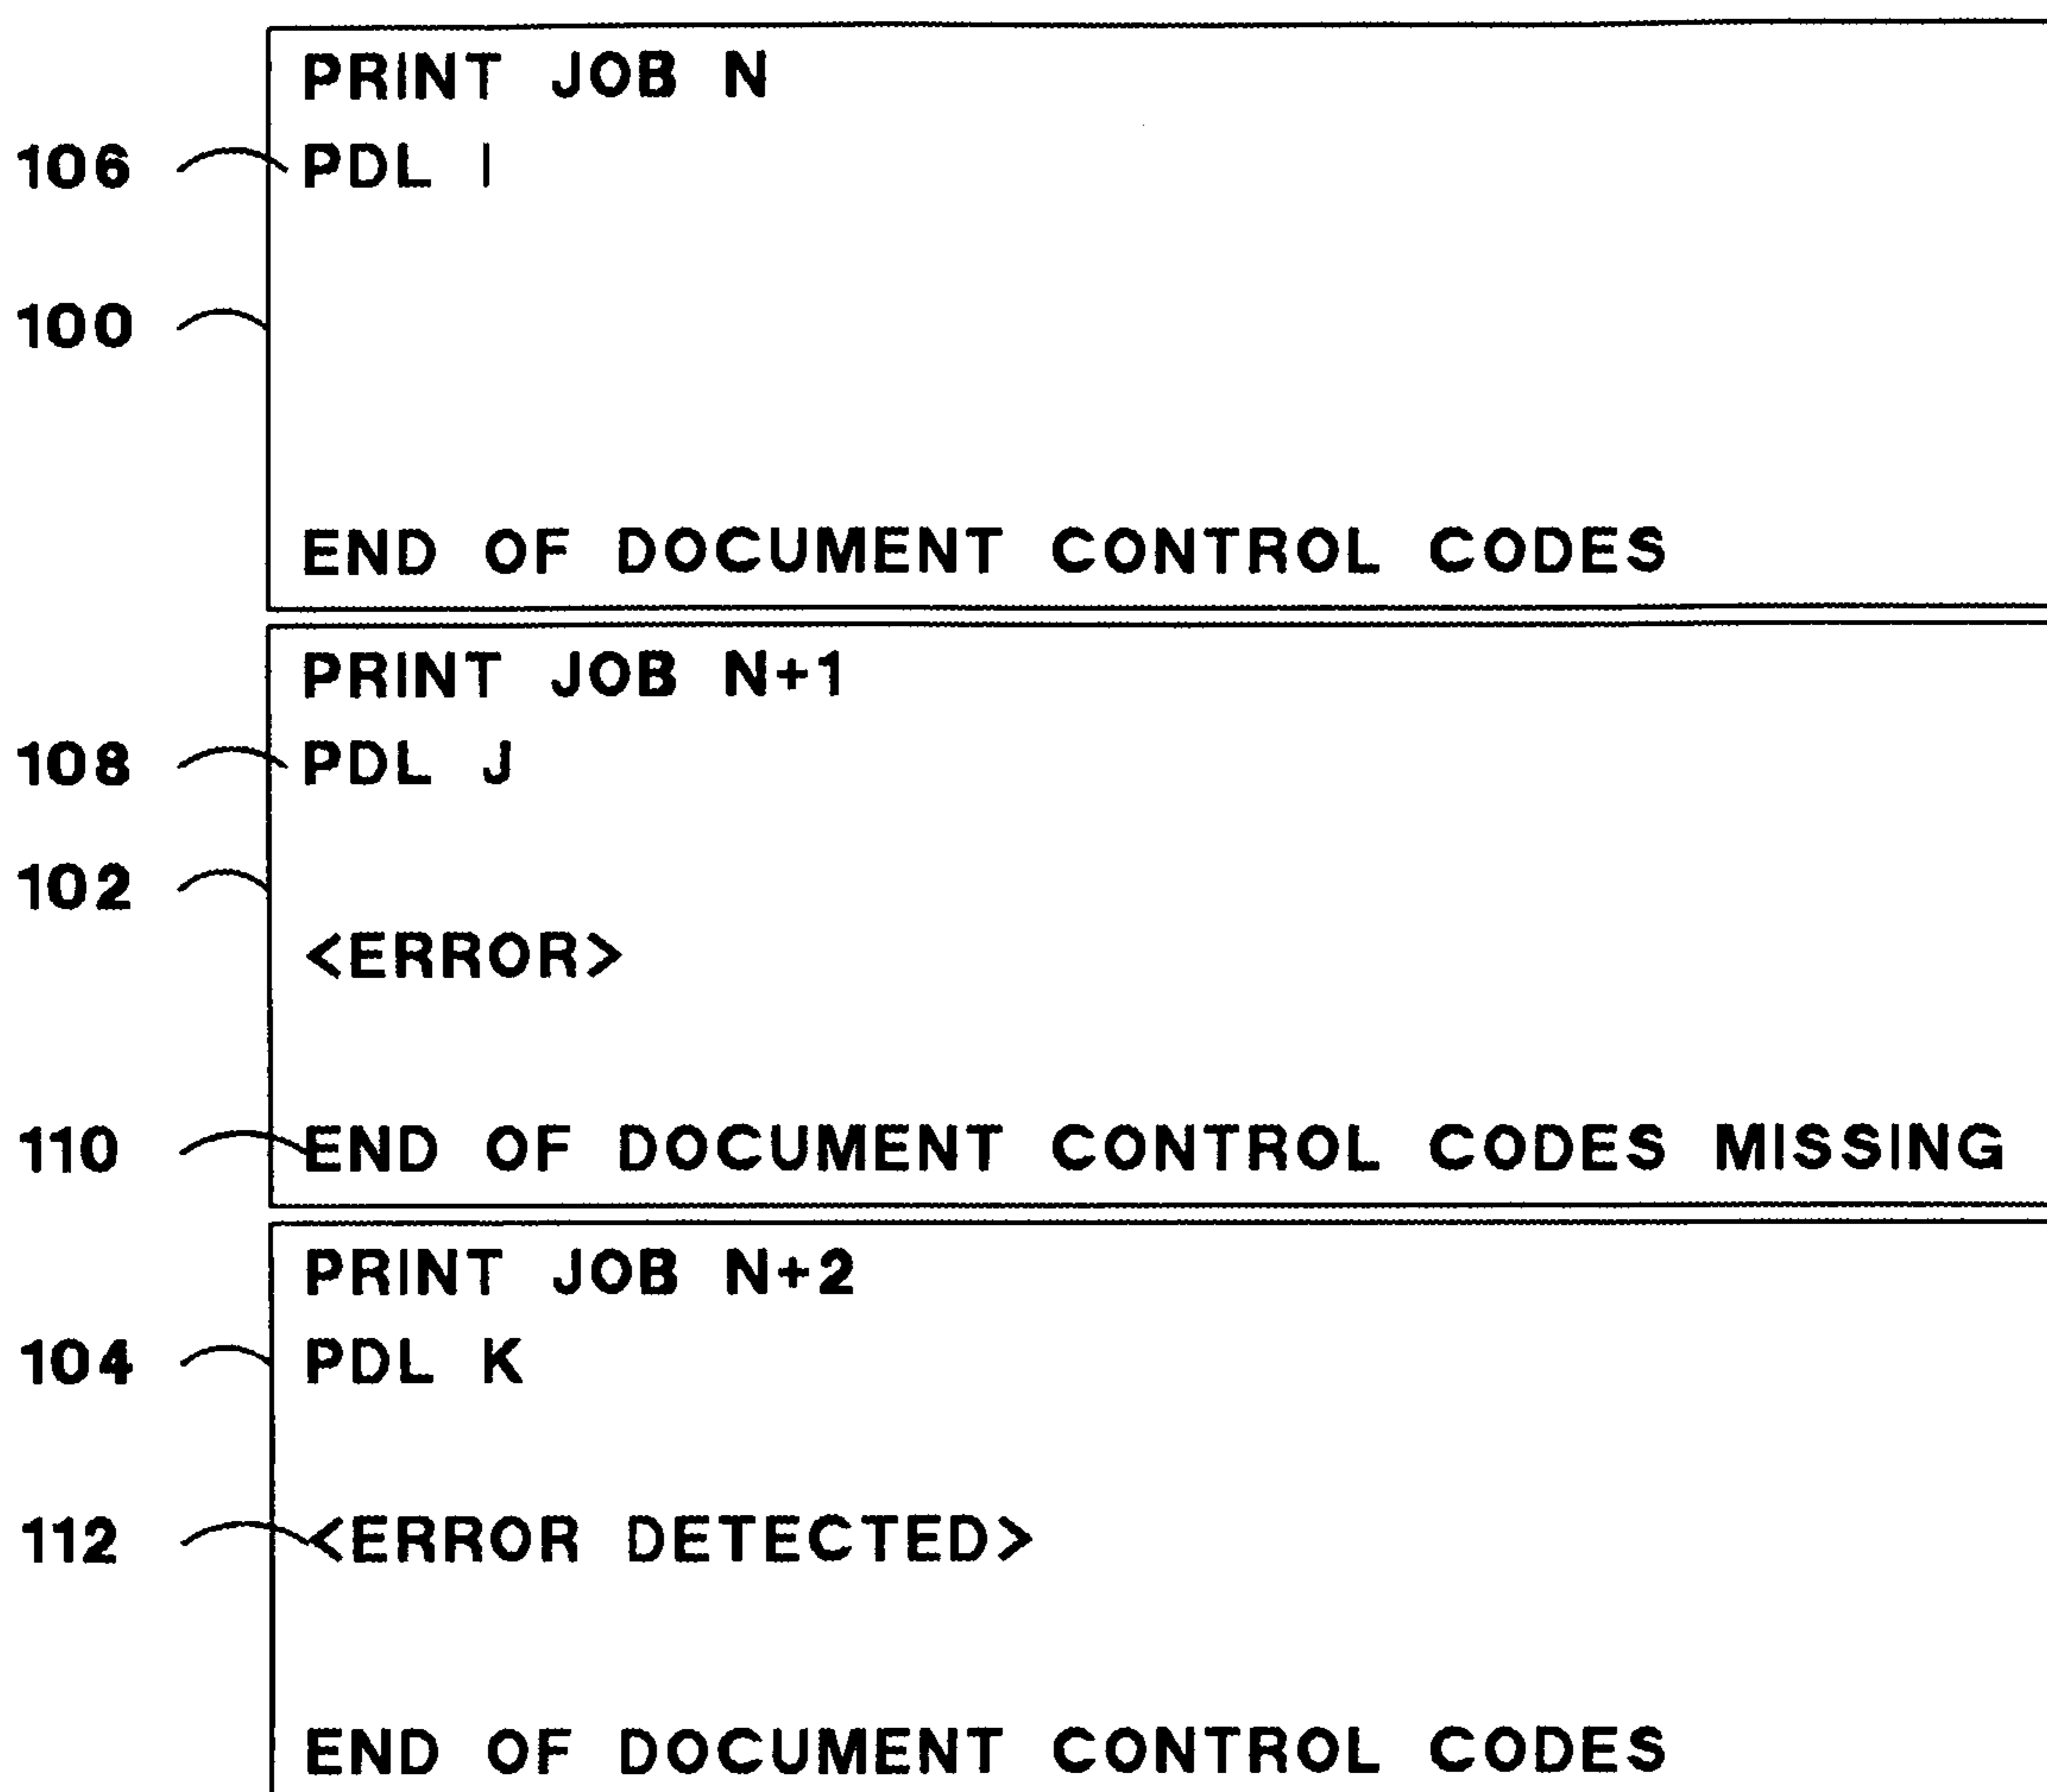 PRINT JOB N
106 PDL I
100
END OF DOCUMENT CONTROL CODES
PRINT JOB N+1
108 PDL J
102
<ERROR>
110 END OF DOCUMENT CONTROL CODES MISSING
PRINT JOB N+2
104 PDL K
112 <ERROR DETECTED>
END OF DOCUMENT CONTROL CODES